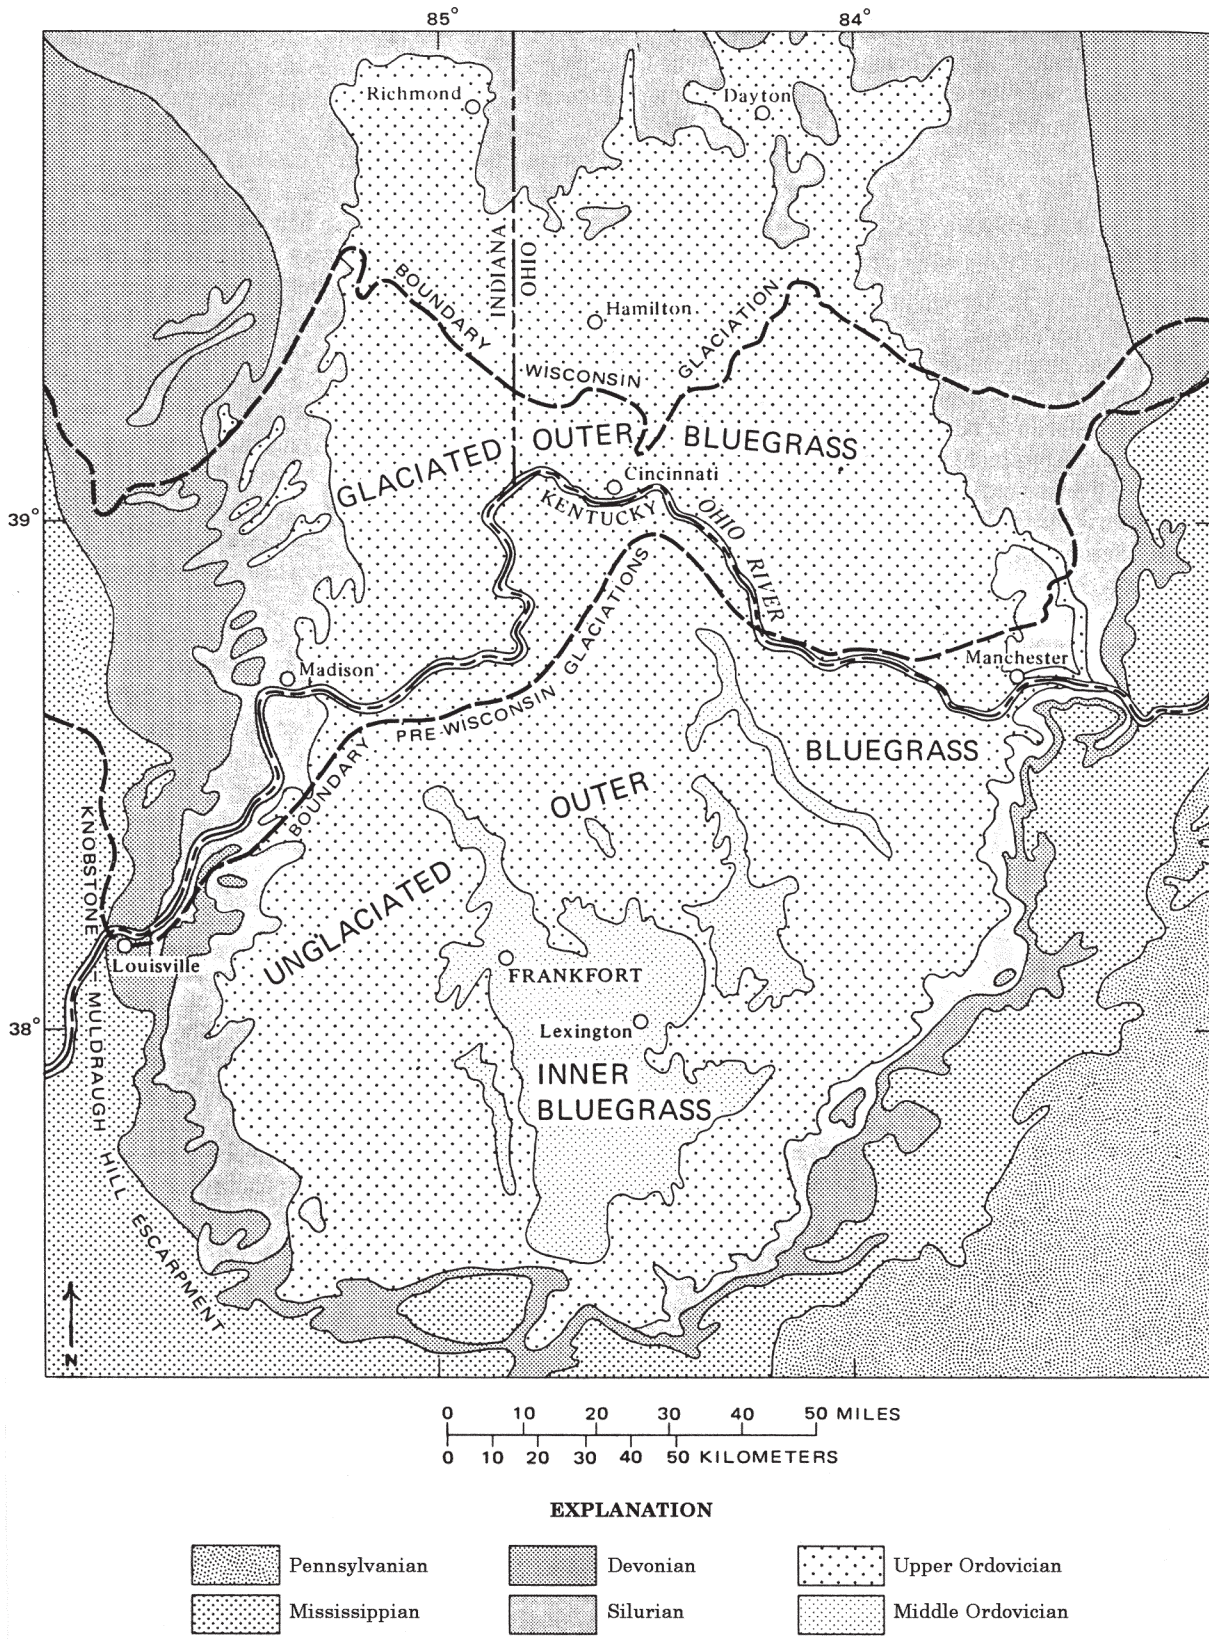 85° 84°
Richmond
Dayton
INDIANA
OHIO
BOUNDARY
WISCONSIN
GLACIATION
Hamilton
GLACIATED OUTER BLUEGRASS
Cincinnati
39°
KENTUCKY
OHIO RIVER
Madison
Manchester
BOUNDARY PRE-WISCONSIN GLACIATIONS
BLUEGRASS
OUTER
UNGLACIATED
KNOBSTONE–MULDRAUGH HILL ESCARPMENT
Louisville
FRANKFORT
Lexington
38°
INNER
BLUEGRASS
N
0 10 20 30 40 50 MILES
0 10 20 30 40 50 KILOMETERS
EXPLANATION
Pennsylvanian Devonian Upper Ordovician
Mississippian Silurian Middle Ordovician